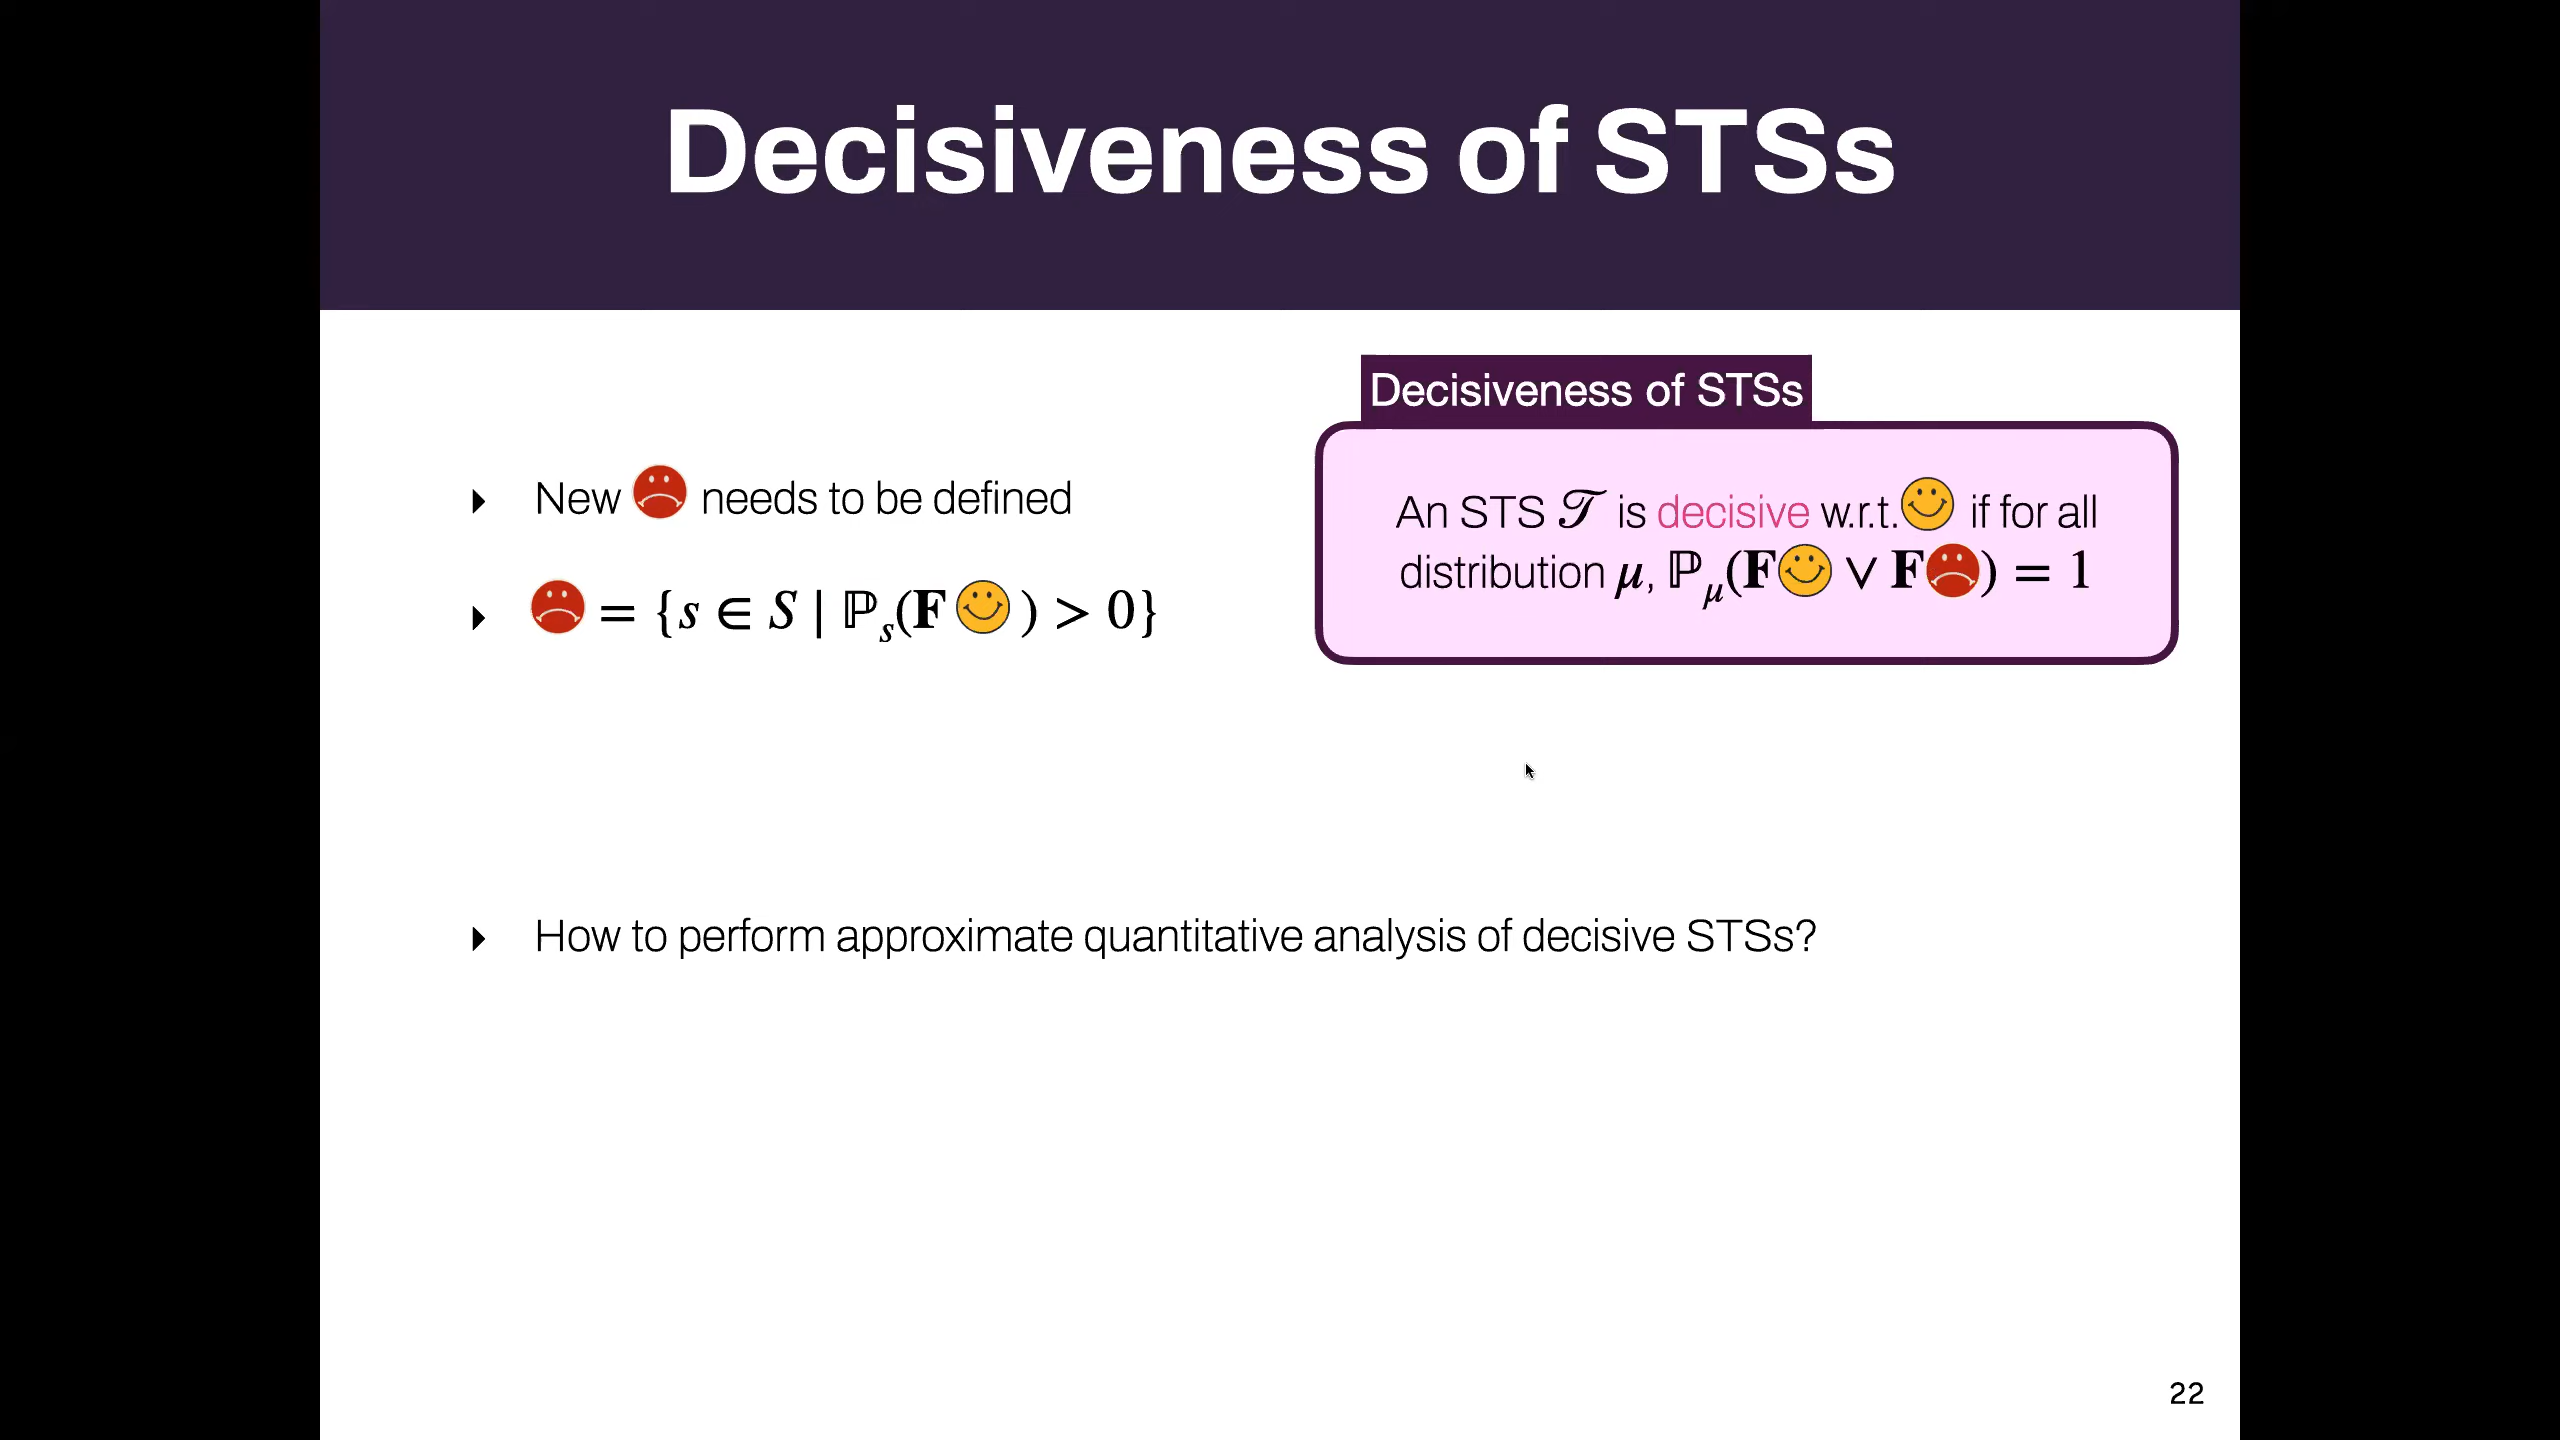 Decisiveness of STSs
Decisiveness of STSs
▸ New ☹ needs to be defined
▸ ☹ = {s ∈ S | ℙₛ(F ☺ ) > 0}
An STS 𝒯 is decisive w.r.t. ☺ if for all
distribution μ, ℙ_μ(F☺ ∨ F☹) = 1
▸ How to perform approximate quantitative analysis of decisive STSs?
22